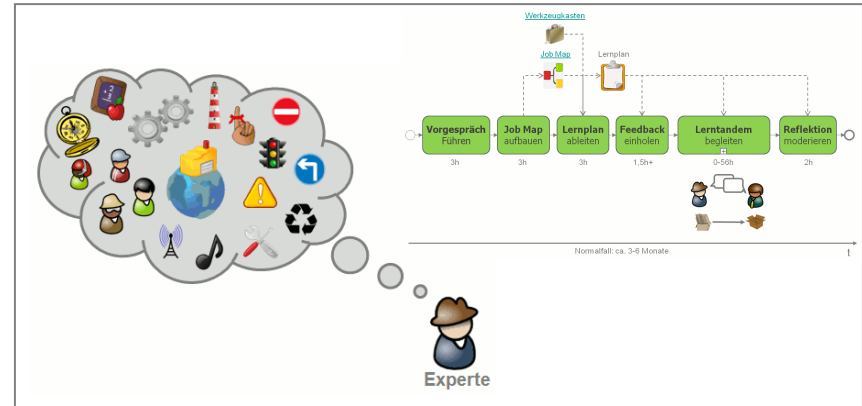 Werkzeugkasten
Job Map
Lernplan
Vorgespräch
Führen
Job Map
aufbauen
Lernplan
ableiten
Feedback
einholen
Lerntandem
begleiten
Reflektion
moderieren
3h
3h
3h
1,5h+
0-56h
2h
Normalfall: ca. 3-6 Monate
t
Experte